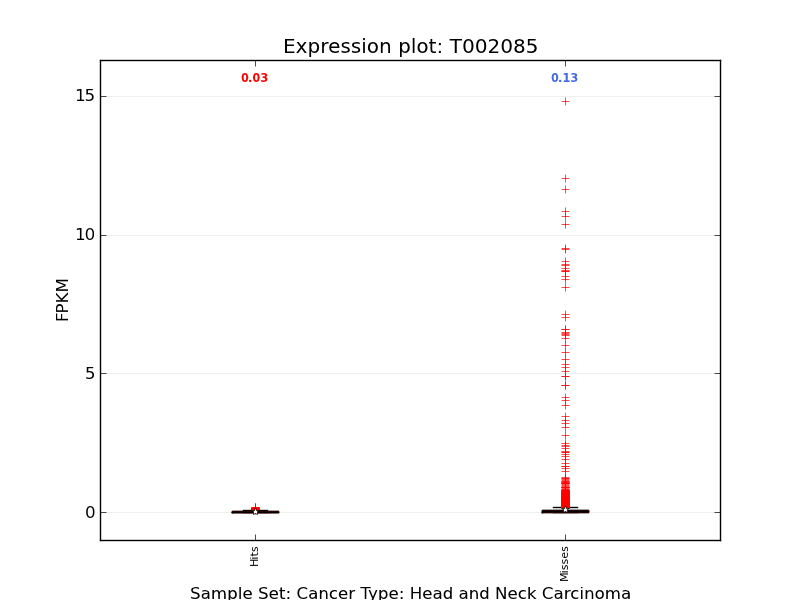 Expression plot: T002085
0.03
0.13
15
10
5
0
FPKM
Hits
Misses
Sample Set: Cancer Type: Head and Neck Carcinoma